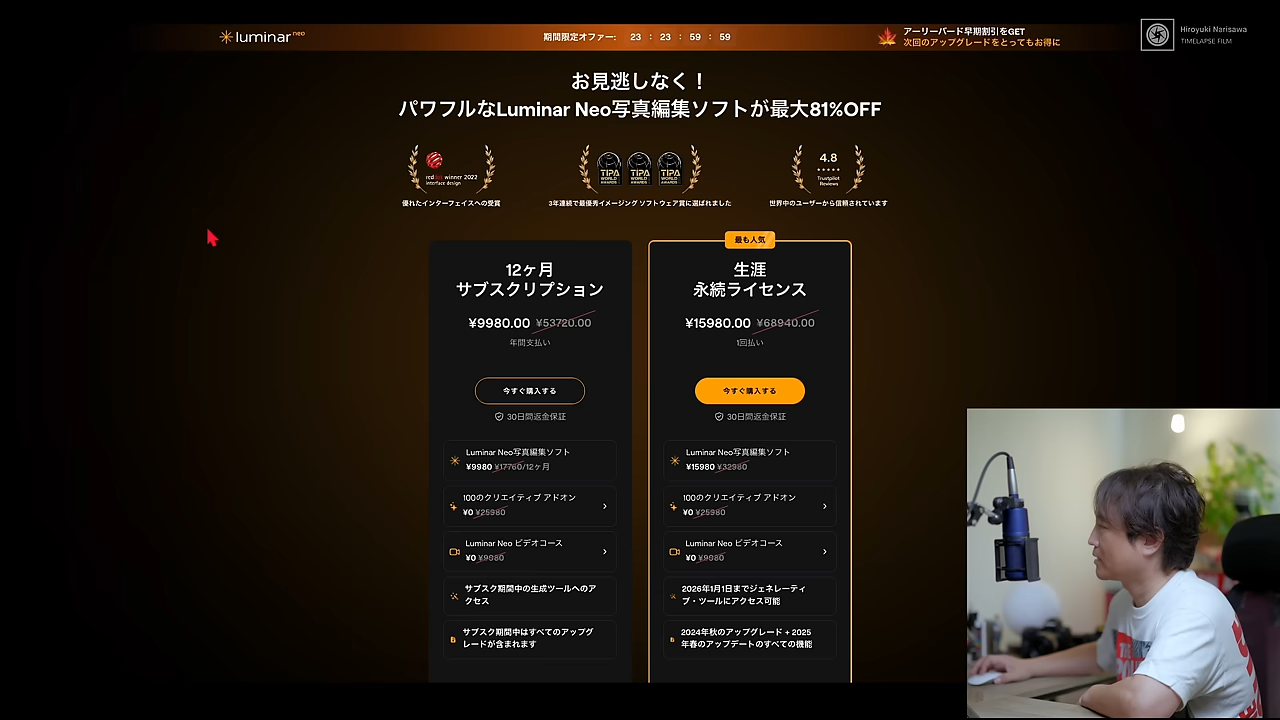 luminar neo
期間限定オファー: 23 : 23 : 59 : 59
アーリーバード早期割引をGET
次回のアップグレードをとってもお得に
Hiroyuki Narisawa
TIMELAPSE FILM
お見逃しなく！
パワフルなLuminar Neo写真編集ソフトが最大81%OFF
red dot winner 2022
interface design
優れたインターフェイスへの受賞
TIPA WORLD AWARDS TIPA WORLD AWARDS TIPA WORLD AWARDS
3年連続で最優秀イメージング ソフトウェア賞に選ばれました
4.8
Trustpilot
Reviews
世界中のユーザーから信頼されています
12ヶ月
サブスクリプション
¥9980.00 ¥53720.00
年間支払い
今すぐ購入する
30日間返金保証
Luminar Neo写真編集ソフト
¥9980 ¥17760/12ヶ月
100のクリエイティブ アドオン
¥0 ¥25980
Luminar Neo ビデオコース
¥0 ¥9980
サブスク期間中の生成ツールへのア
クセス
サブスク期間中はすべてのアップグ
レードが含まれます
最も人気
生涯
永続ライセンス
¥15980.00 ¥68940.00
1回払い
今すぐ購入する
30日間返金保証
Luminar Neo写真編集ソフト
¥15980 ¥32980
100のクリエイティブ アドオン
¥0 ¥25980
Luminar Neo ビデオコース
¥0 ¥9980
2026年1月1日までジェネレーティ
ブ・ツールにアクセス可能
2024年秋のアップグレード + 2025
年春のアップデートのすべての機能